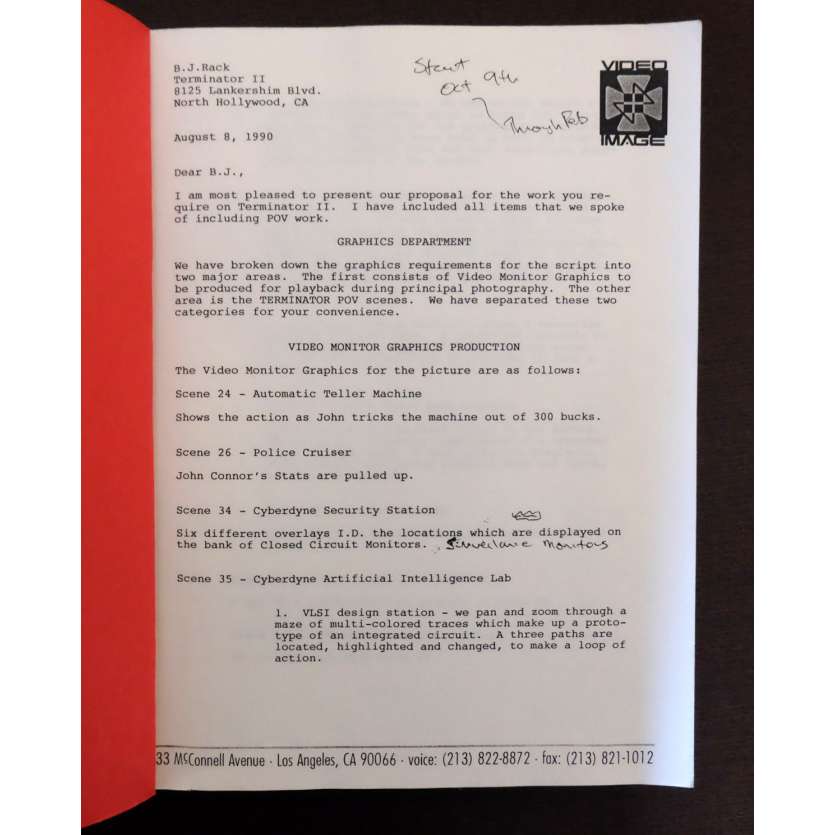 B.J.Rack
Terminator II
8125 Lankershim Blvd.
North Hollywood, CA
Start
Oct 9th
Through Feb
VIDEO
IMAGE
August 8, 1990
Dear B.J.,
I am most pleased to present our proposal for the work you re-
quire on Terminator II.  I have included all items that we spoke
of including POV work.
GRAPHICS DEPARTMENT
We have broken down the graphics requirements for the script into
two major areas.  The first consists of Video Monitor Graphics to
be produced for playback during principal photography.  The other
area is the TERMINATOR POV scenes.  We have separated these two
categories for your convenience.
VIDEO MONITOR GRAPHICS PRODUCTION
The Video Monitor Graphics for the picture are as follows:
Scene 24 - Automatic Teller Machine
Shows the action as John tricks the machine out of 300 bucks.
Scene 26 - Police Cruiser
John Connor's Stats are pulled up.
Scene 34 - Cyberdyne Security Station
Six different overlays I.D. the locations which are displayed on
the bank of Closed Circuit Monitors. Surveilance Monitors
Scene 35 - Cyberdyne Artificial Intelligence Lab
1.  VLSI design station - we pan and zoom through a
maze of multi-colored traces which make up a proto-
type of an integrated circuit.  A three paths are
located, highlighted and changed, to make a loop of
action.
33 McConnell Avenue · Los Angeles, CA 90066 · voice: (213) 822-8872 · fax: (213) 821-1012